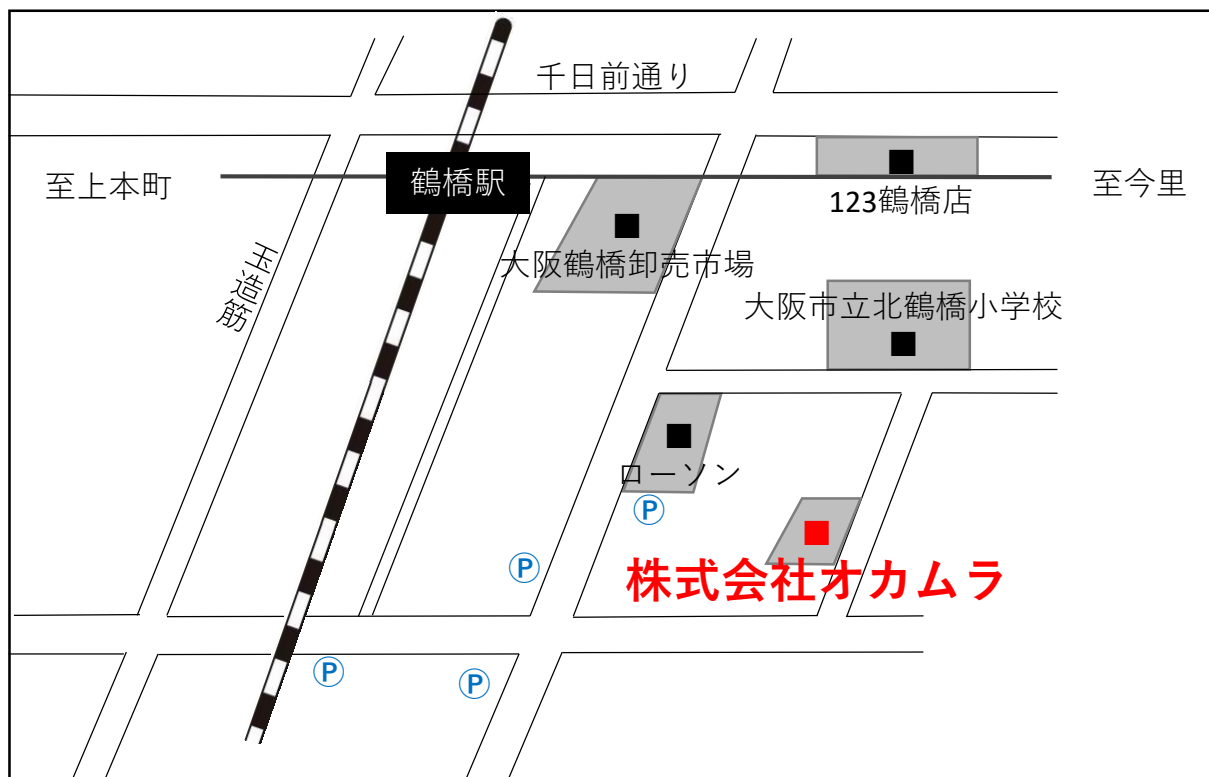 千日前通り
至上本町
鶴橋駅
至今里
123鶴橋店
玉造筋
大阪鶴橋卸売市場
大阪市立北鶴橋小学校
ローソン
Ⓟ
Ⓟ
株式会社オカムラ
Ⓟ
Ⓟ